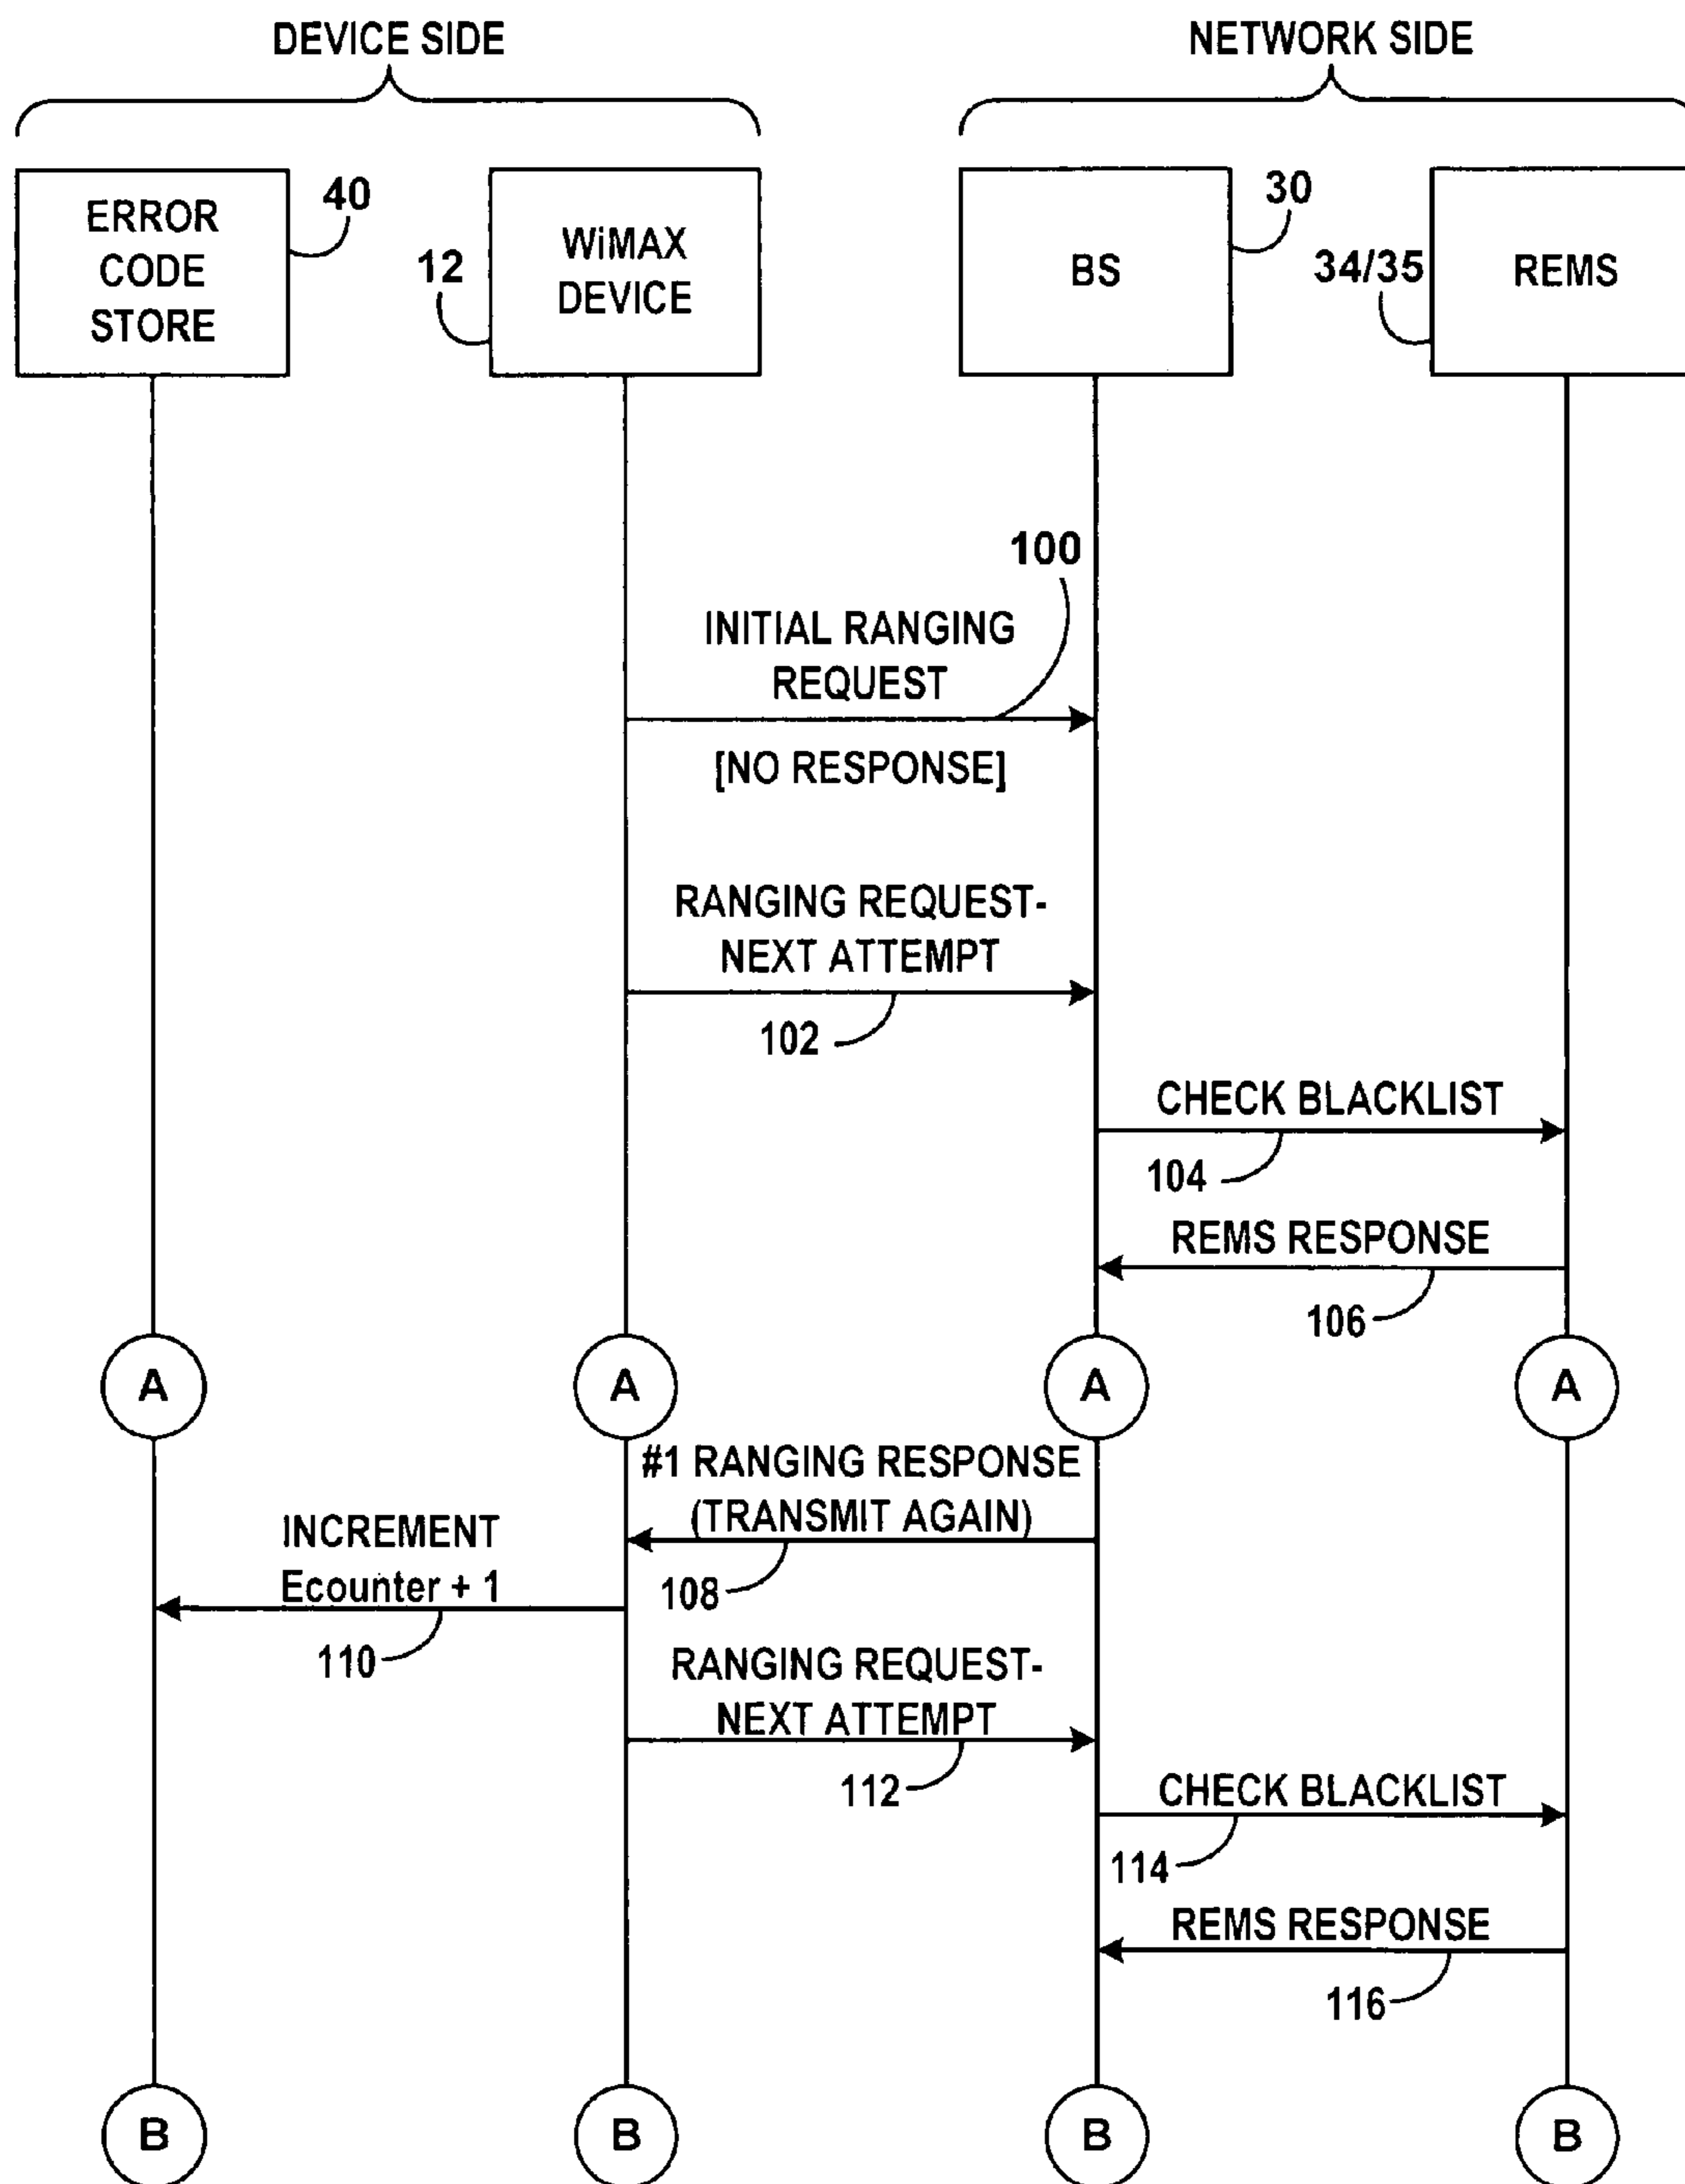 DEVICE SIDE
NETWORK SIDE
ERROR
CODE
STORE
40
12
WiMAX
DEVICE
BS
30
34/35
REMS
100
INITIAL RANGING
REQUEST
[NO RESPONSE]
RANGING REQUEST-
NEXT ATTEMPT
102
CHECK BLACKLIST
104
REMS RESPONSE
106
A
A
A
A
#1 RANGING RESPONSE
(TRANSMIT AGAIN)
108
INCREMENT
Ecounter + 1
110
RANGING REQUEST-
NEXT ATTEMPT
112
CHECK BLACKLIST
114
REMS RESPONSE
116
B
B
B
B